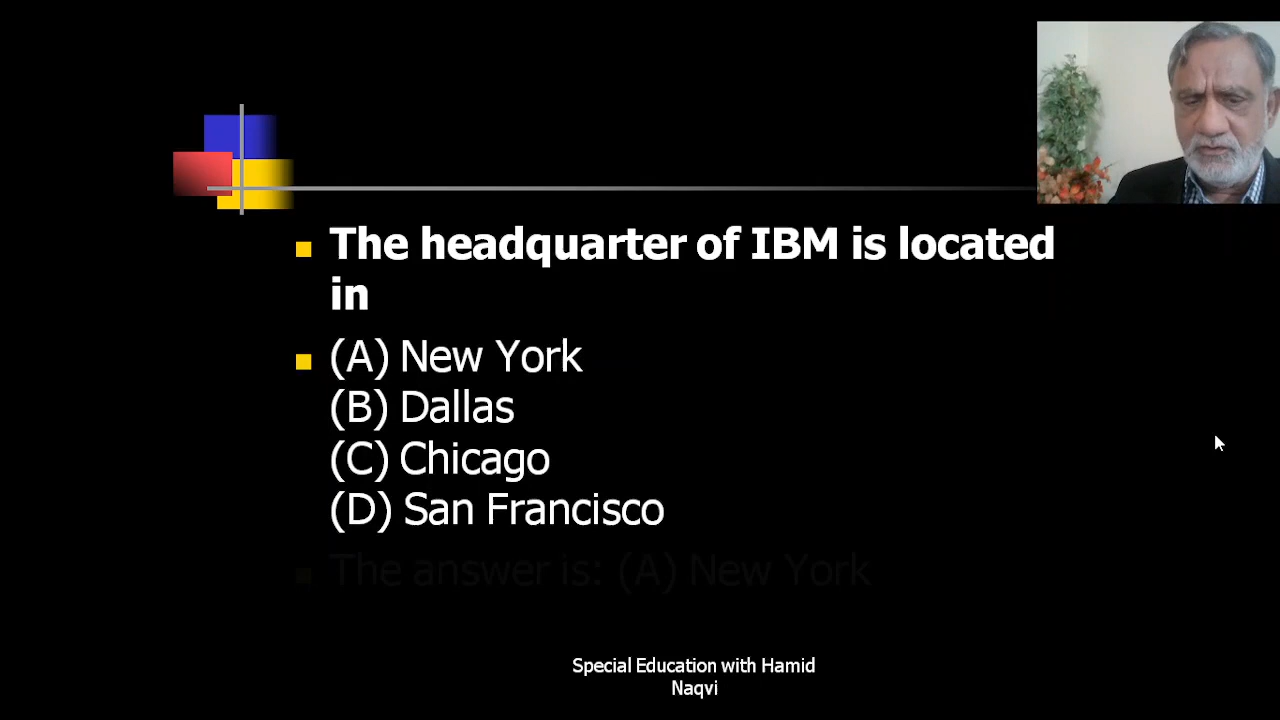 The headquarter of IBM is located
in
(A) New York
(B) Dallas
(C) Chicago
(D) San Francisco
The answer is: (A) New York
Special Education with Hamid
Naqvi